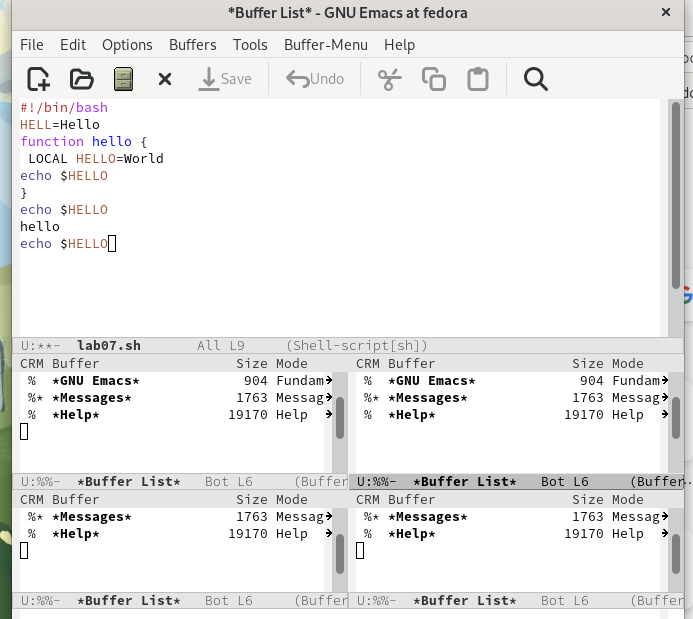 *Buffer List* - GNU Emacs at fedora ×
File Edit Options Buffers Tools Buffer-Menu Help
Save Undo
#!/bin/bash
HELL=Hello
function hello {
 LOCAL HELLO=World
echo $HELLO
}
echo $HELLO
hello
echo $HELLO
U:**- lab07.sh All L9 (Shell-script[sh])
CRM Buffer Size Mode
% *GNU Emacs* 904 Fundam
%* *Messages* 1763 Messag
% *Help* 19170 Help
U:%%- *Buffer List* Bot L6 (Buffer
CRM Buffer Size Mode
% *GNU Emacs* 904 Fundam
%* *Messages* 1763 Messag
% *Help* 19170 Help
U:%%- *Buffer List* Bot L6 (Buffer
CRM Buffer Size Mode
%* *Messages* 1763 Messag
% *Help* 19170 Help
U:%%- *Buffer List* Bot L6 (Buffer
CRM Buffer Size Mode
%* *Messages* 1763 Messag
% *Help* 19170 Help
U:%%- *Buffer List* Bot L6 (Buffer